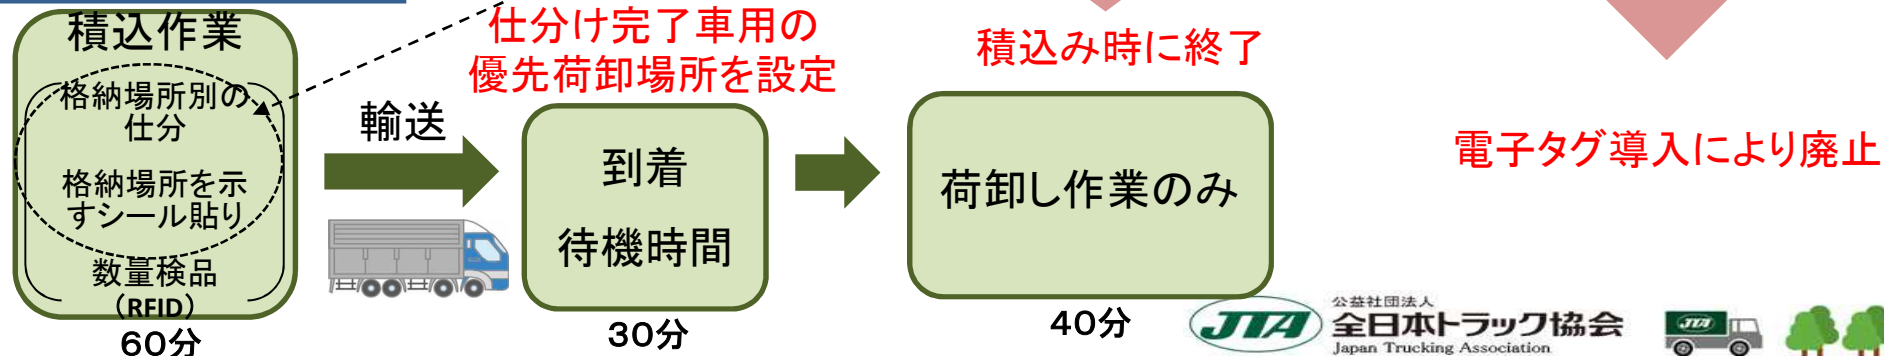 積込作業
格納場所別の
仕分
格納場所を示
すシール貼り
数量検品
(RFID)
60分
輸送
仕分け完了車用の
優先荷卸場所を設定
到着
待機時間
30分
積込み時に終了
荷卸し作業のみ
40分
電子タグ導入により廃止
JTA
公益社団法人
全日本トラック協会
Japan Trucking Association
JTA